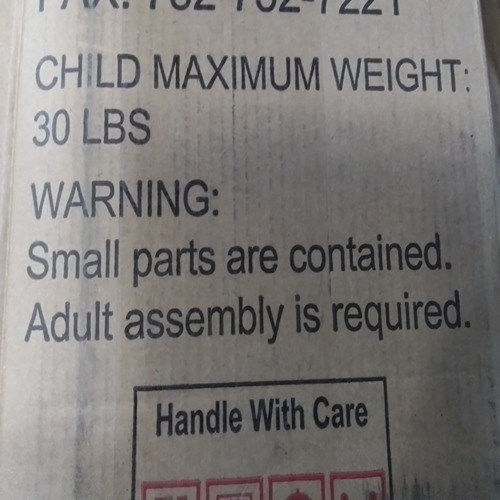 CHILD MAXIMUM WEIGHT:
30 LBS
WARNING:
Small parts are contained.
Adult assembly is required.
Handle With Care